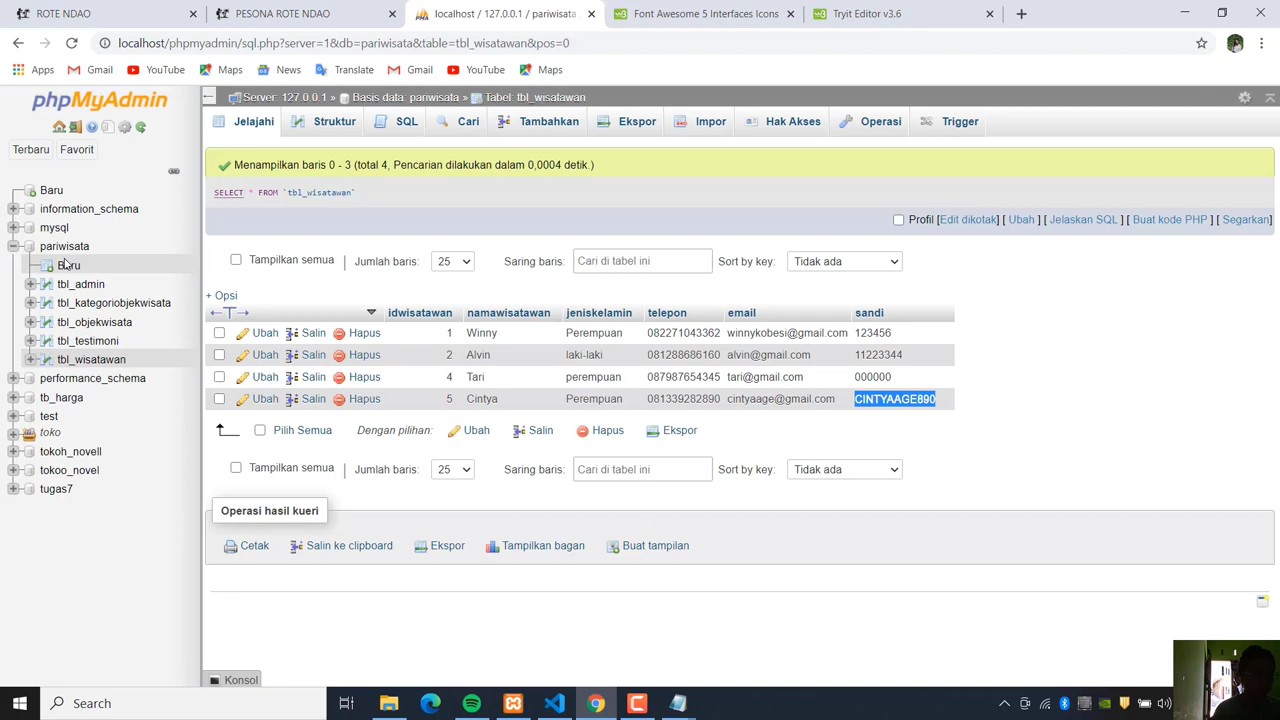 ROTE NDAO
PESONA ROTE NDAO
localhost / 127.0.0.1 / pariwisata
Font Awesome 5 Interfaces Icons
Tryit Editor v3.6
localhost/phpmyadmin/sql.php?server=1&db=pariwisata&table=tbl_wisatawan&pos=0
Apps Gmail YouTube Maps News Translate Gmail YouTube Maps
phpMyAdmin
Terbaru Favorit
Baru
information_schema
mysql
pariwisata
Baru
tbl_admin
tbl_kategoriobjekwisata
tbl_objekwisata
tbl_testimoni
tbl_wisatawan
performance_schema
tb_harga
test
toko
tokoh_novell
tokoo_novel
tugas7
Server: 127.0.0.1 » Basis data: pariwisata » Tabel: tbl_wisatawan
Jelajahi Struktur SQL Cari Tambahkan Ekspor Impor Hak Akses Operasi Trigger
Menampilkan baris 0 - 3 (total 4, Pencarian dilakukan dalam 0,0004 detik.)
SELECT * FROM `tbl_wisatawan`
Profil [Edit dikotak] [ Ubah ] [ Jelaskan SQL ] [ Buat kode PHP ] [ Segarkan]
Tampilkan semua | Jumlah baris: 25 Saring baris: Cari di tabel ini Sort by key: Tidak ada
+ Opsi
←T→ idwisatawan namawisatawan jeniskelamin telepon email sandi
Ubah Salin Hapus 1 Winny Perempuan 082271043362 winnykobesi@gmail.com 123456
Ubah Salin Hapus 2 Alvin laki-laki 081288686160 alvin@gmail.com 11223344
Ubah Salin Hapus 4 Tari perempuan 087987654345 tari@gmail.com 000000
Ubah Salin Hapus 5 Cintya Perempuan 081339282890 cintyaage@gmail.com CINTYAAGE890
Pilih Semua Dengan pilihan: Ubah Salin Hapus Ekspor
Tampilkan semua | Jumlah baris: 25 Saring baris: Cari di tabel ini Sort by key: Tidak ada
Operasi hasil kueri
Cetak Salin ke clipboard Ekspor Tampilkan bagan Buat tampilan
Konsol
Search